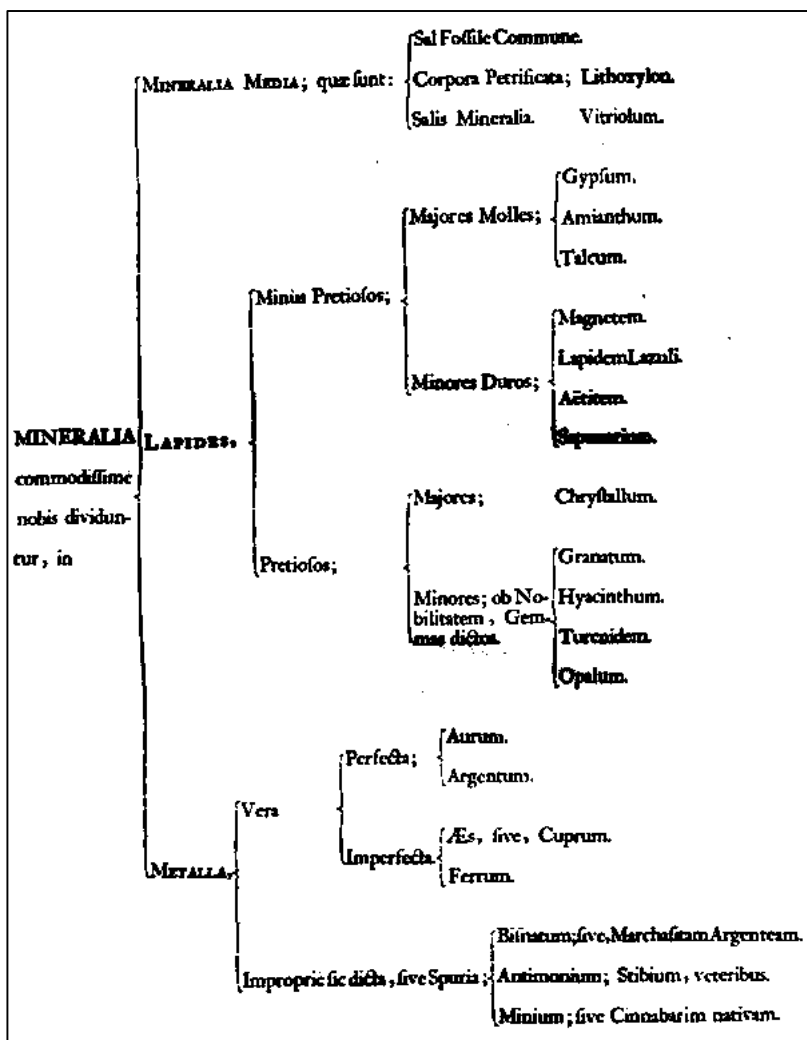 Sal Foſſile Commune.
MINERALIA MEDIA; quæ ſunt:
Corpora Petrificata; Lithoxylon.
Salis Mineralia. Vitriolum.
Gypſum.
Majores Molles;
Amianthum.
Talcum.
Minus Pretioſos;
Magnetem.
Lapidem Lazuli.
Minores Duros;
Aëtitem.
MINERALIA
commodiſſime
nobis dividun-
tur, in
LAPIDES,
Majores; Chryſtallum.
Pretioſos;
Granatum.
Minores; ob No-
bilitatem, Gem-
mas dictos.
Hyacinthum.
Turcoidem.
Opalum.
Aurum.
Perfecta;
Argentum.
Vera
Æs, ſive, Cuprum.
Imperfecta.
Ferrum.
METALLA,
ſive, Marchaſitam Argenteam.
Impropriè ſic dicta, ſive Spuria;
Antimonium; Stibium, veteribus.
Minium; ſive Cinnabarim nativam.